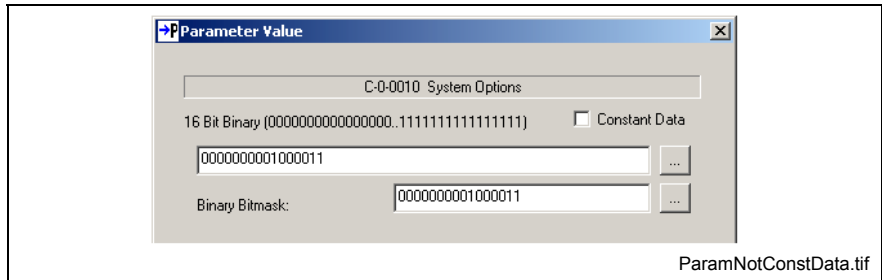 →P Parameter Value
C-0-0010 System Options
16 Bit Binary (0000000000000000..1111111111111111) Constant Data
0000000001000011 ...
Binary Bitmask: 0000000001000011 ...
ParamNotConstData.tif